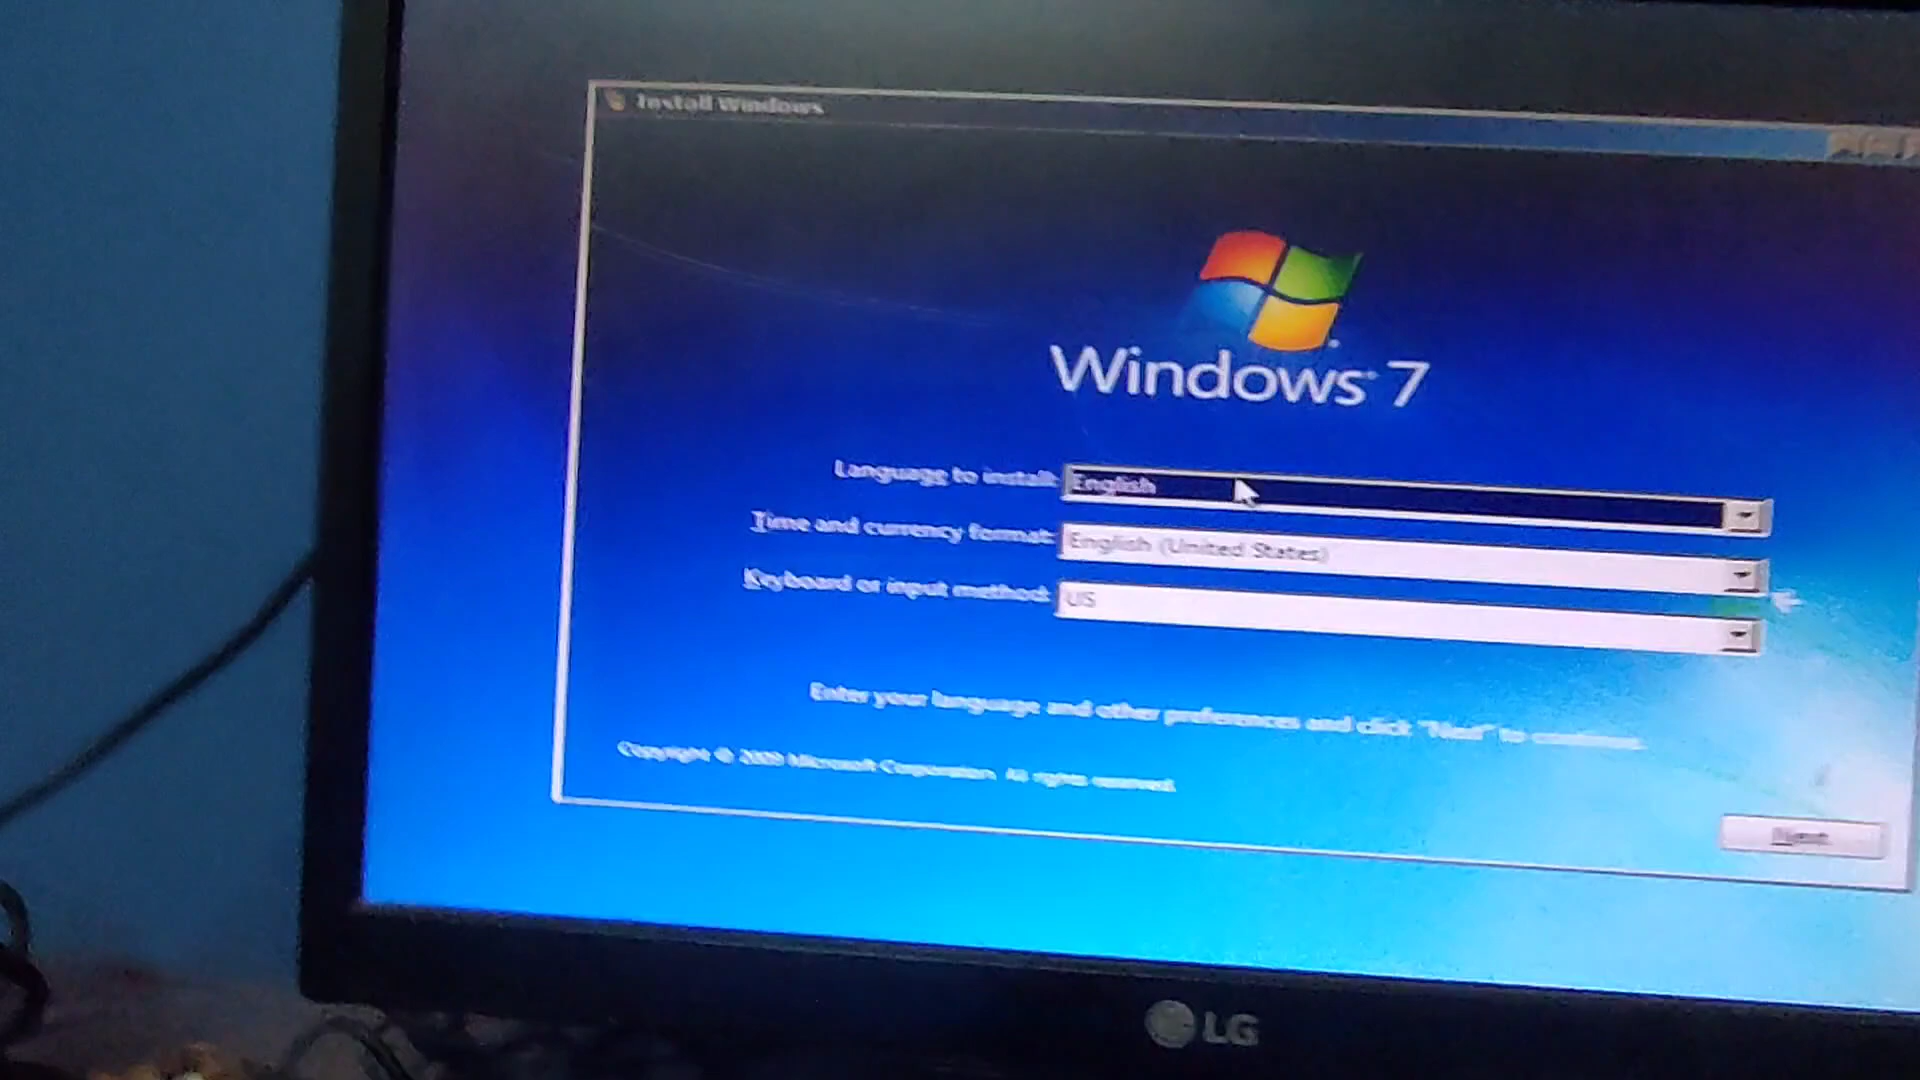 Install Windows
Windows 7
Language to install: English
Time and currency format: English (United States)
Keyboard or input method: US
Enter your language and other preferences and click "Next" to continue.
Copyright © 2009 Microsoft Corporation. All rights reserved.
Next
LG